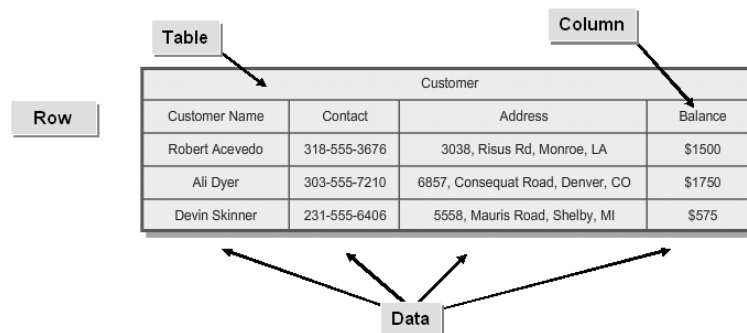 Table
Column
Customer
Row
Customer Name Contact Address Balance
Robert Acevedo 318-555-3676 3038, Risus Rd, Monroe, LA $1500
Ali Dyer 303-555-7210 6857, Consequat Road, Denver, CO $1750
Devin Skinner 231-555-6406 5558, Mauris Road, Shelby, MI $575
Data